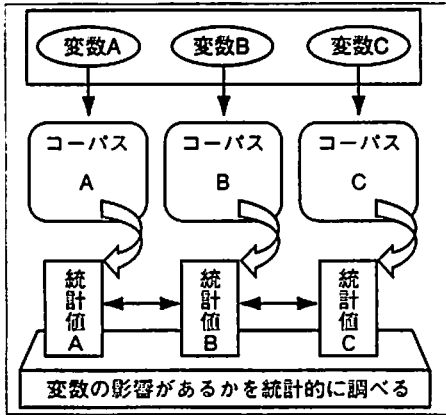 変数A
変数B
変数C
コーパス
A
コーパス
B
コーパス
C
統計値A
統計値B
統計値C
変数の影響があるかを統計的に調べる